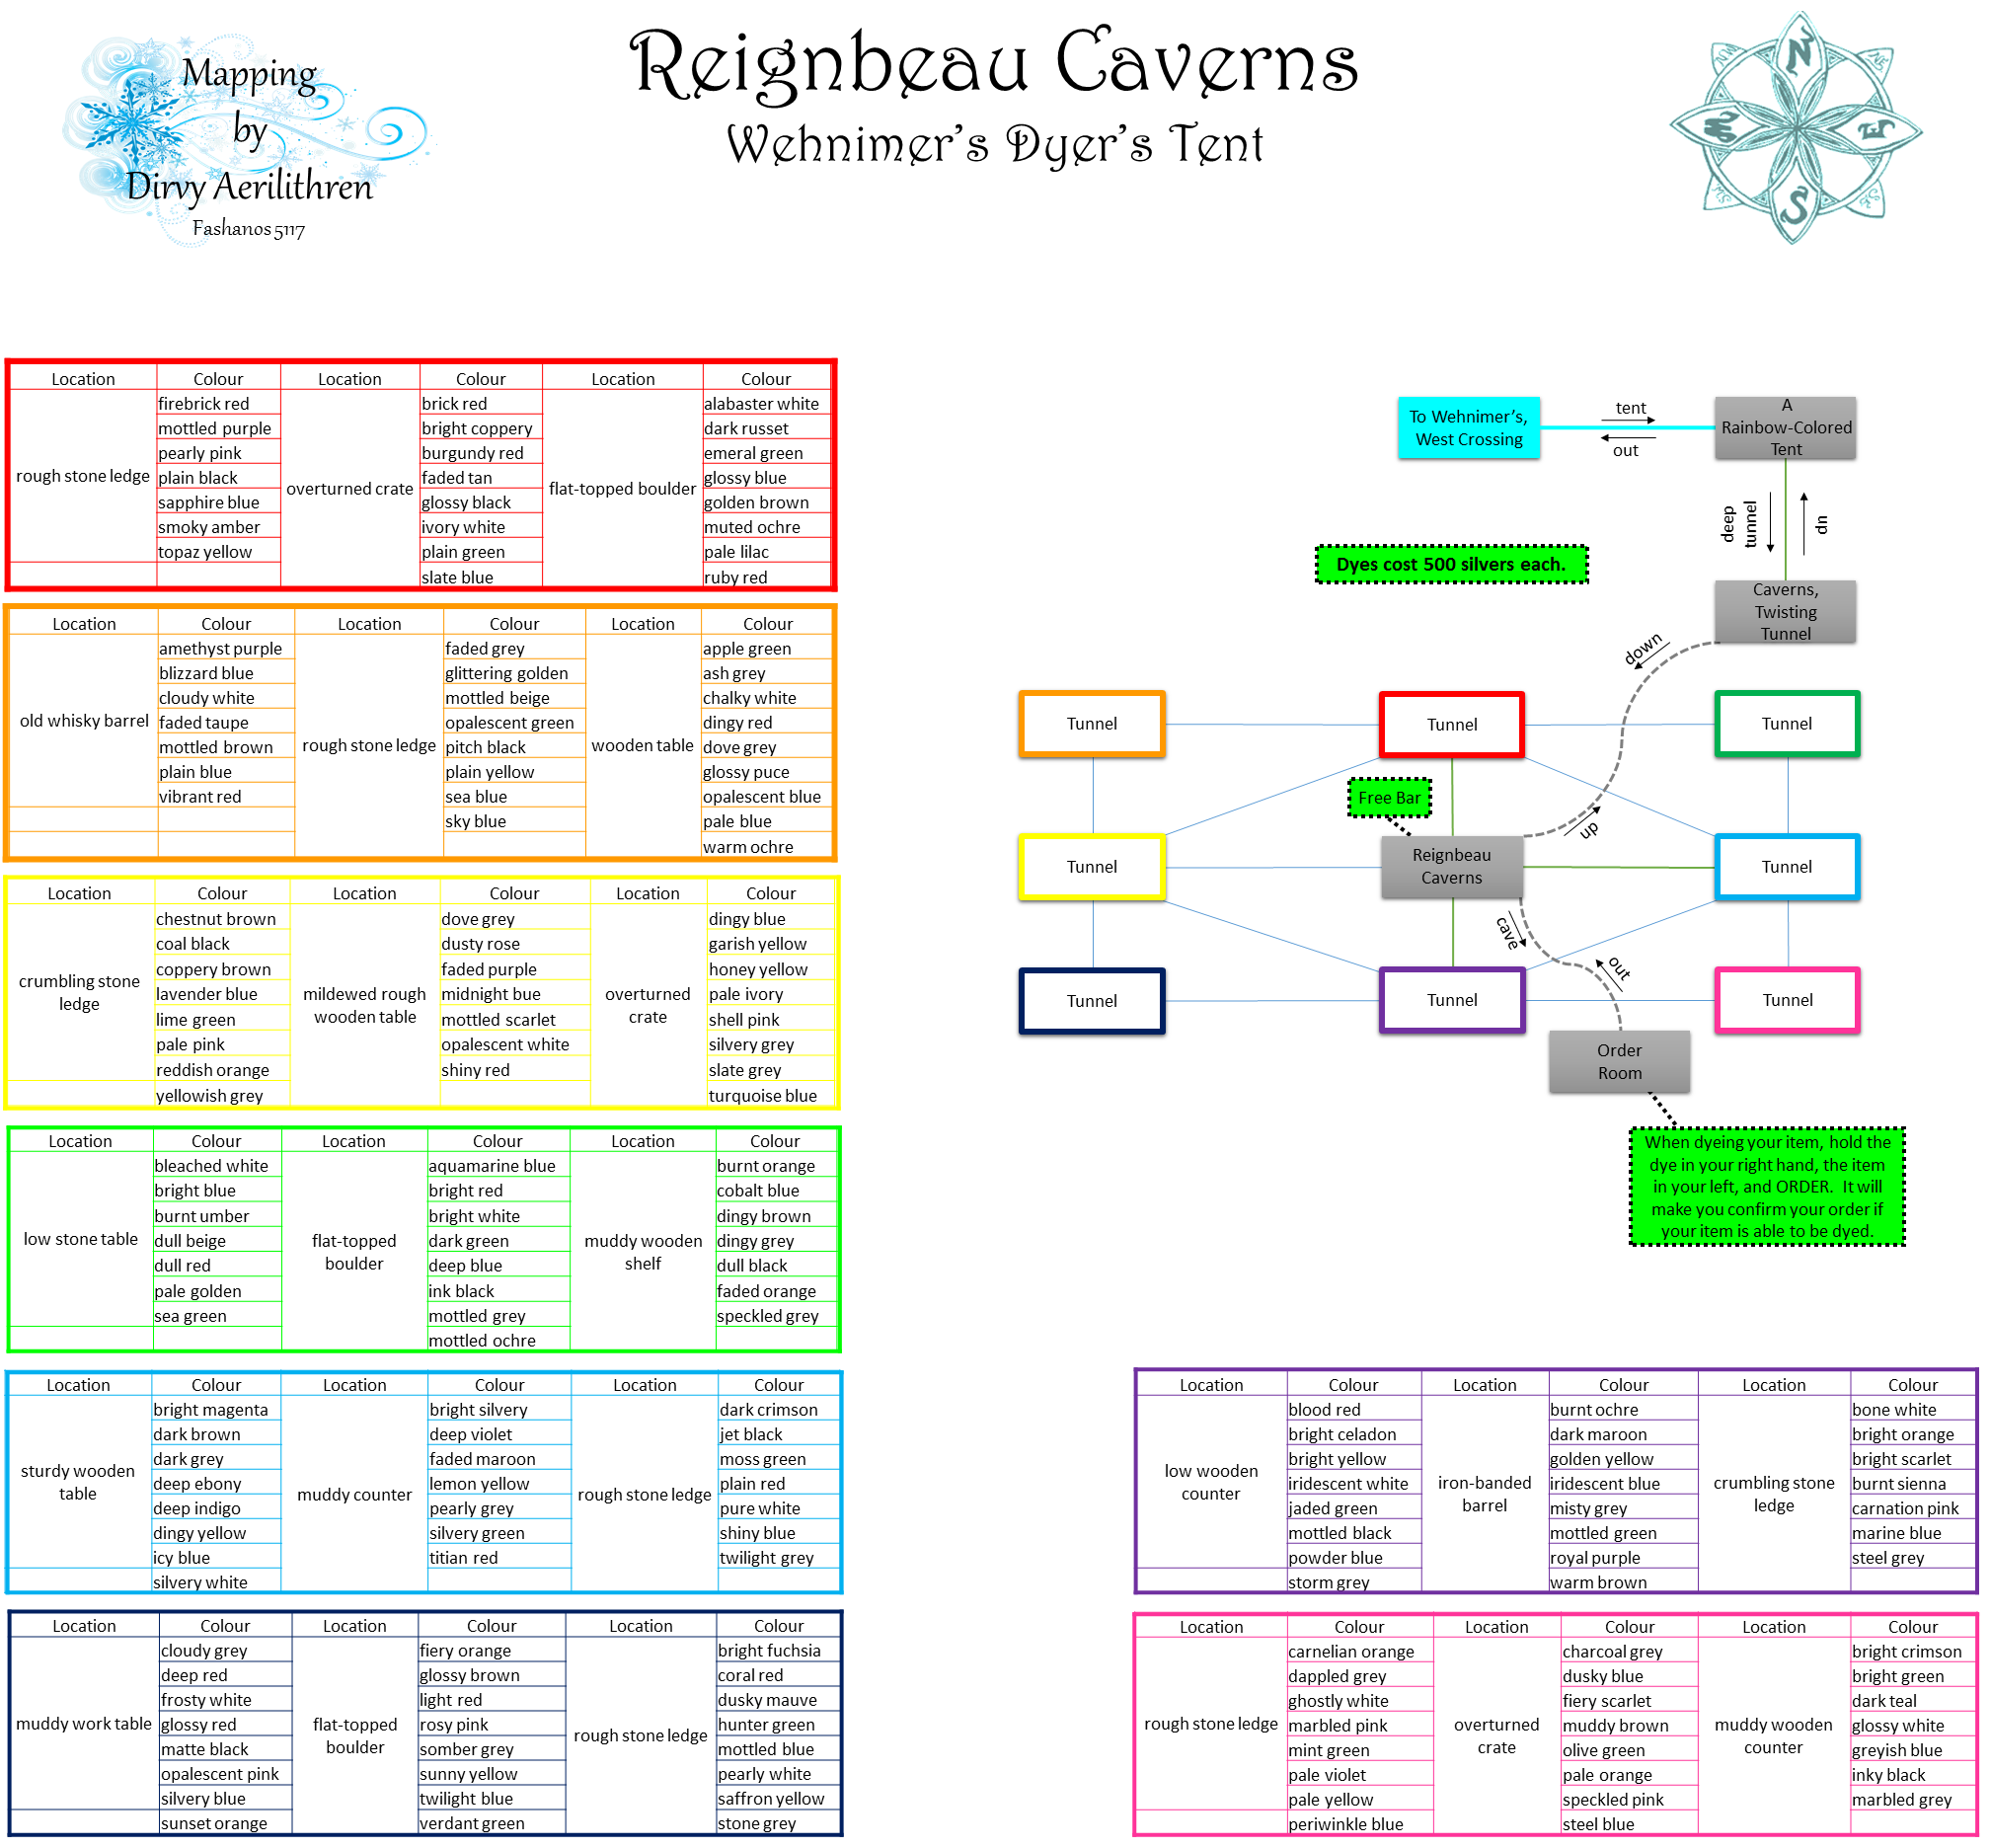 Mapping
by
Dirvy Aerilithren
Fashanos 5117
Reignbeau Caverns
Wehnimer's Dyer's Tent
N
E
S
W
Location Colour Location Colour Location Colour
rough stone ledge
firebrick red
mottled purple
pearly pink
plain black
sapphire blue
smoky amber
topaz yellow
overturned crate
brick red
bright coppery
burgundy red
faded tan
glossy black
ivory white
plain green
slate blue
flat-topped boulder
alabaster white
dark russet
emeral green
glossy blue
golden brown
muted ochre
pale lilac
ruby red
Location Colour Location Colour Location Colour
old whisky barrel
amethyst purple
blizzard blue
cloudy white
faded taupe
mottled brown
plain blue
vibrant red
rough stone ledge
faded grey
glittering golden
mottled beige
opalescent green
pitch black
plain yellow
sea blue
sky blue
wooden table
apple green
ash grey
chalky white
dingy red
dove grey
glossy puce
opalescent blue
pale blue
warm ochre
Location Colour Location Colour Location Colour
crumbling stone
ledge
chestnut brown
coal black
coppery brown
lavender blue
lime green
pale pink
reddish orange
yellowish grey
mildewed rough
wooden table
dove grey
dusty rose
faded purple
midnight bue
mottled scarlet
opalescent white
shiny red
overturned
crate
dingy blue
garish yellow
honey yellow
pale ivory
shell pink
silvery grey
slate grey
turquoise blue
Location Colour Location Colour Location Colour
low stone table
bleached white
bright blue
burnt umber
dull beige
dull red
pale golden
sea green
flat-topped
boulder
aquamarine blue
bright red
bright white
dark green
deep blue
ink black
mottled grey
mottled ochre
muddy wooden
shelf
burnt orange
cobalt blue
dingy brown
dingy grey
dull black
faded orange
speckled grey
Location Colour Location Colour Location Colour
sturdy wooden
table
bright magenta
dark brown
dark grey
deep ebony
deep indigo
dingy yellow
icy blue
silvery white
muddy counter
bright silvery
deep violet
faded maroon
lemon yellow
pearly grey
silvery green
titian red
rough stone ledge
dark crimson
jet black
moss green
plain red
pure white
shiny blue
twilight grey
Location Colour Location Colour Location Colour
muddy work table
cloudy grey
deep red
frosty white
glossy red
matte black
opalescent pink
silvery blue
sunset orange
flat-topped
boulder
fiery orange
glossy brown
light red
rosy pink
somber grey
sunny yellow
twilight blue
verdant green
rough stone ledge
bright fuchsia
coral red
dusky mauve
hunter green
mottled blue
pearly white
saffron yellow
stone grey
To Wehnimer's,
West Crossing
tent
out
A
Rainbow-Colored
Tent
deep
tunnel
up
Dyes cost 500 silvers each.
Caverns,
Twisting
Tunnel
down
up
Tunnel
Tunnel
Tunnel
Free Bar
Tunnel
Reignbeau
Caverns
Tunnel
cave
out
Tunnel
Tunnel
Tunnel
Order
Room
When dyeing your item, hold the
dye in your right hand, the item
in your left, and ORDER. It will
make you confirm your order if
your item is able to be dyed.
Location Colour Location Colour Location Colour
low wooden
counter
blood red
bright celadon
bright yellow
iridescent white
jaded green
mottled black
powder blue
storm grey
iron-banded
barrel
burnt ochre
dark maroon
golden yellow
iridescent blue
misty grey
mottled green
royal purple
warm brown
crumbling stone
ledge
bone white
bright orange
bright scarlet
burnt sienna
carnation pink
marine blue
steel grey
Location Colour Location Colour Location Colour
rough stone ledge
carnelian orange
dappled grey
ghostly white
marbled pink
mint green
pale violet
pale yellow
periwinkle blue
overturned
crate
charcoal grey
dusky blue
fiery scarlet
muddy brown
olive green
pale orange
speckled pink
steel blue
muddy wooden
counter
bright crimson
bright green
dark teal
glossy white
greyish blue
inky black
marbled grey